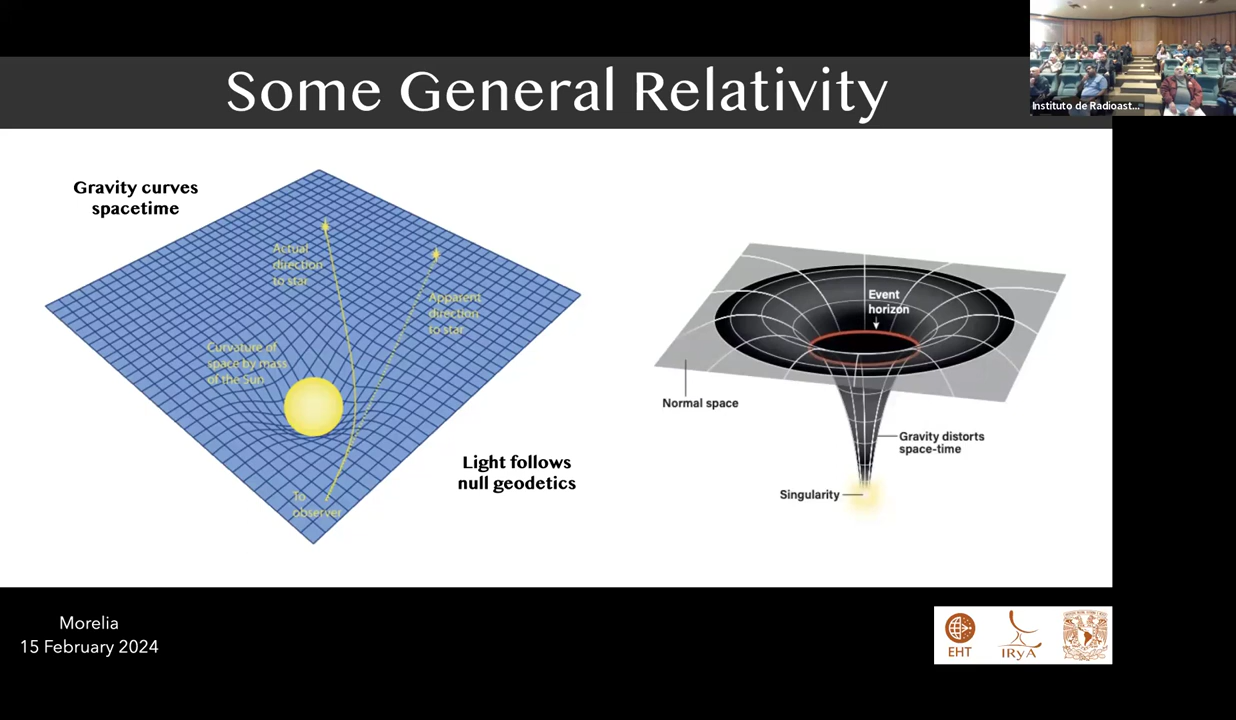 Some General Relativity
Instituto de Radioast...
Gravity curves
spacetime
Actual
direction
to star
Apparent
direction
to star
Curvature of
space by mass
of the Sun
To
observer
Light follows
null geodetics
Event
horizon
Normal space
Gravity distorts
space-time
Singularity
Morelia
15 February 2024
EHT
IRyA